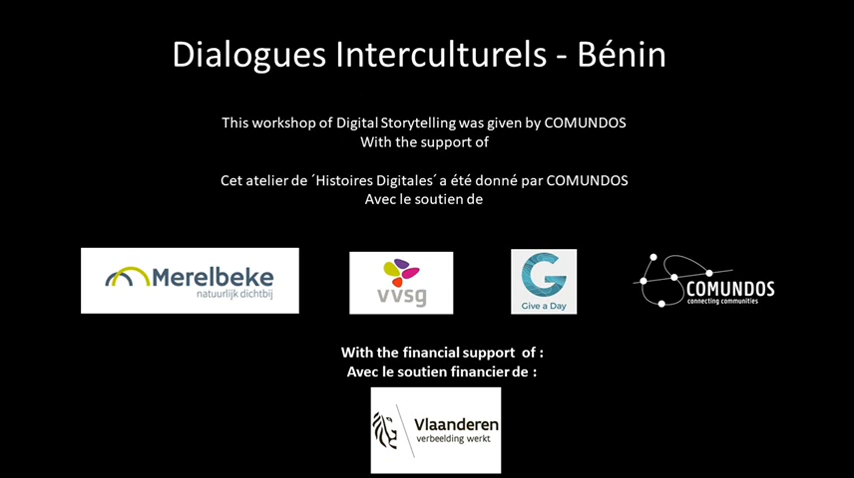 Dialogues Interculturels - Bénin
This workshop of Digital Storytelling was given by COMUNDOS
With the support of
Cet atelier de ´Histoires Digitales´ a été donné par COMUNDOS
Avec le soutien de
Merelbeke
natuurlijk dichtbij
vvsg
G
Give a Day
COMUNDOS
connecting communities
With the financial support of :
Avec le soutien financier de :
Vlaanderen
verbeelding werkt